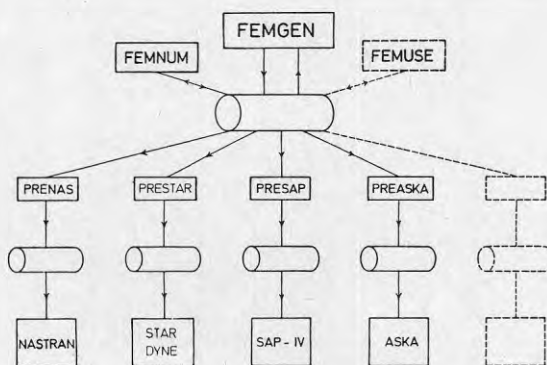 FEMGEN
FEMNUM
FEMUSE
PRENAS
PRESTAR
PRESAP
PREASKA
NASTRAN
STAR
DYNE
SAP - IV
ASKA